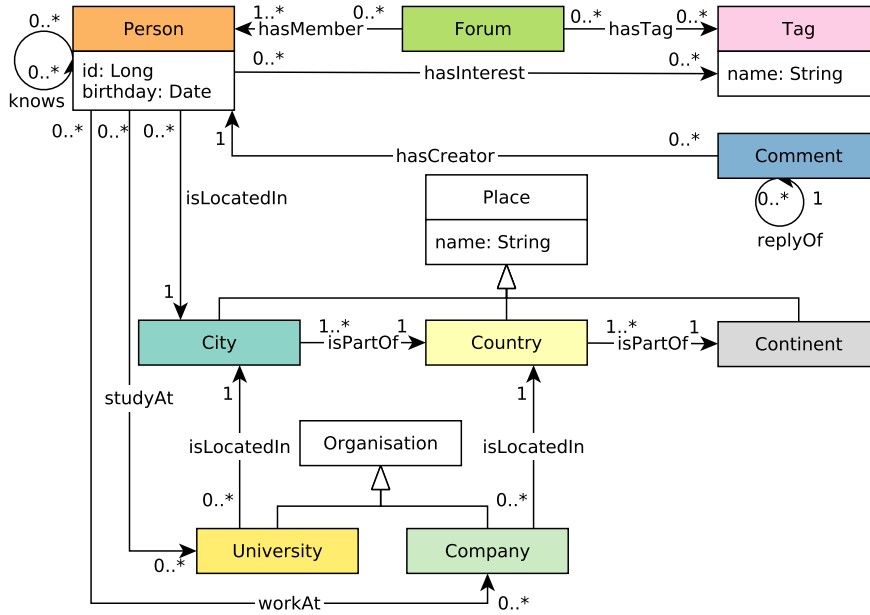 0..*
Person
1..*
hasMember
0..*
Forum
0..*
hasTag
0..*
Tag
0..*
knows
id: Long
birthday: Date
0..*
hasInterest
0..*
name: String
0..*
0..*
0..*
1
hasCreator
0..*
Comment
0..*
1
replyOf
isLocatedIn
Place
name: String
1
City
1..*
isPartOf
1
Country
1..*
isPartOf
1
Continent
studyAt
1
isLocatedIn
0..*
Organisation
1
isLocatedIn
0..*
University
Company
0..*
workAt
0..*